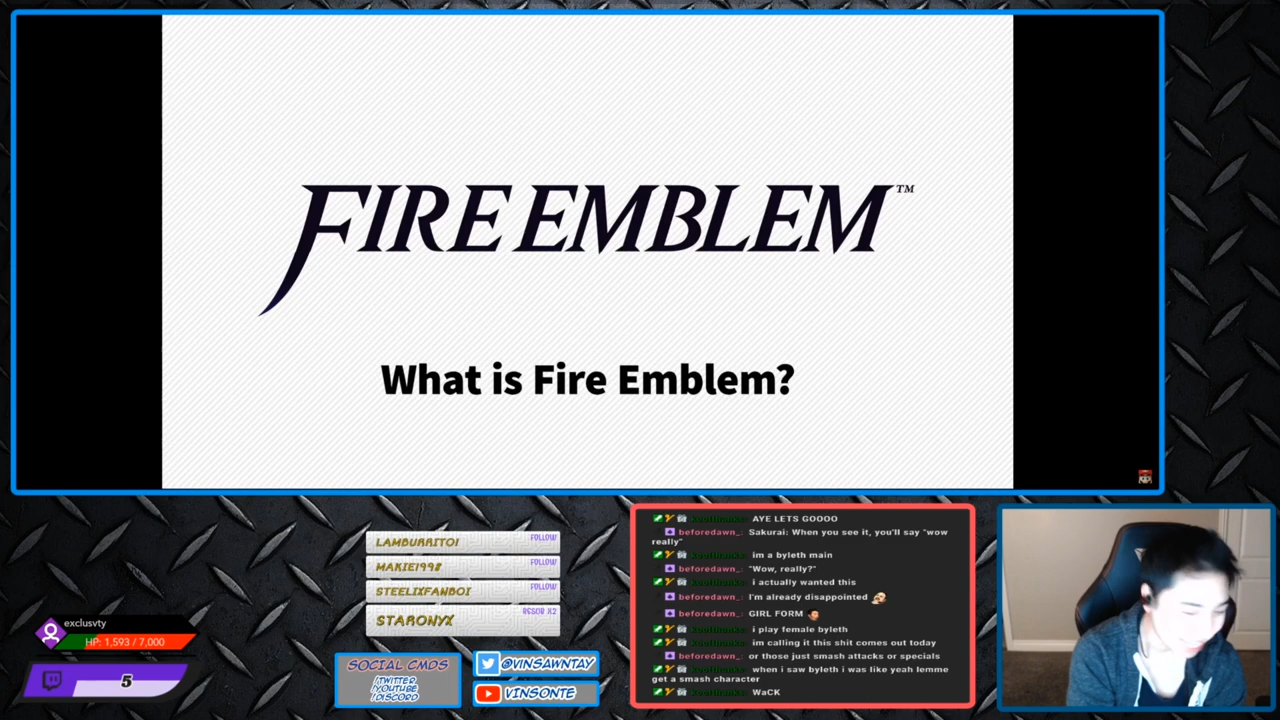 FIRE EMBLEM™
What is Fire Emblem?
exclusvty
HP: 1,593 / 7,000
5
LAMBURRITO1 FOLLOW
MAKIE1998 FOLLOW
STEELIXFANBOI FOLLOW
STARONYX RESUB X2
SOCIAL CMDS
/TWITTER
/YOUTUBE
/DISCORD
@VINSAWNTAY
VINSONTE
AYE LETS GOOOO
beforedawn_: Sakurai: When you see it, you'll say "wow
really"
im a byleth main
beforedawn_: "Wow, really?"
i actually wanted this
beforedawn_: I'm already disappointed
beforedawn_: GIRL FORM
i play female byleth
im calling it this shit comes out today
beforedawn_: or those just smash attacks or specials
when i saw byleth i was like yeah lemme
get a smash character
WaCK